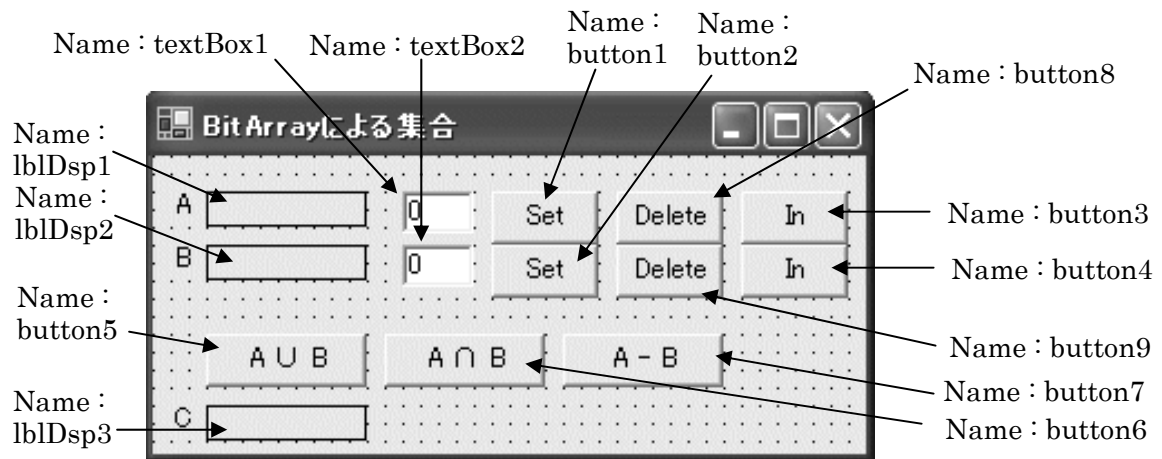 Name：textBox1
Name：textBox2
Name：
button1
Name：
button2
Name：button8
BitArrayによる集合
Name：
lblDsp1
Name：
lblDsp2
A
0
Set
Delete
In
Name：button3
B
0
Set
Delete
In
Name：button4
Name：
button5
A ∪ B
A ∩ B
A － B
Name：button9
Name：button7
Name：
lblDsp3
C
Name：button6